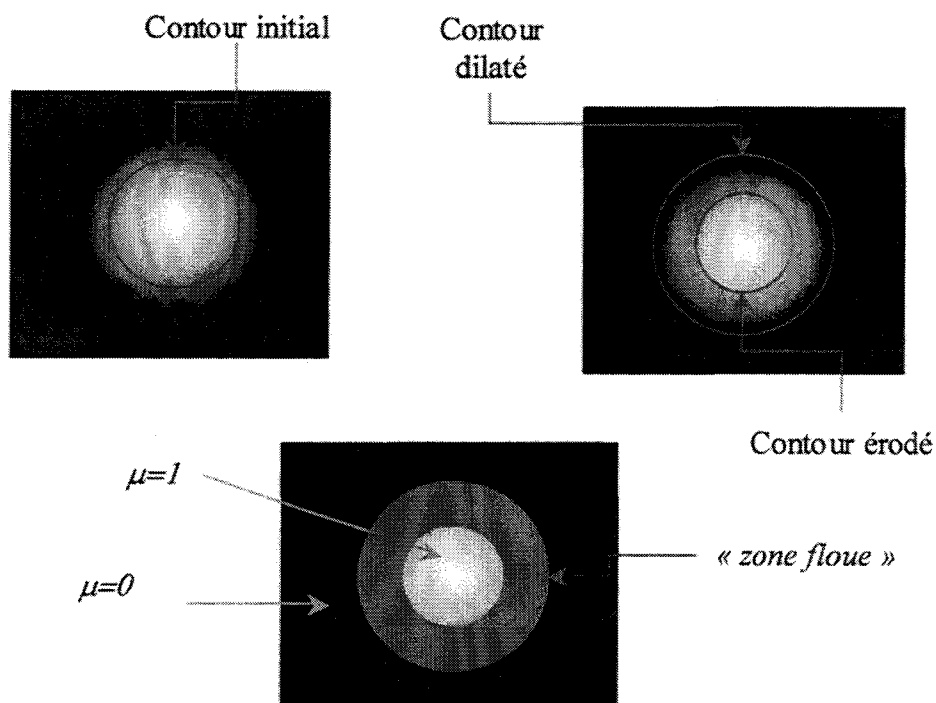 Contour initial
Contour
dilaté
Contour érodé
μ=1
« zone floue »
μ=0